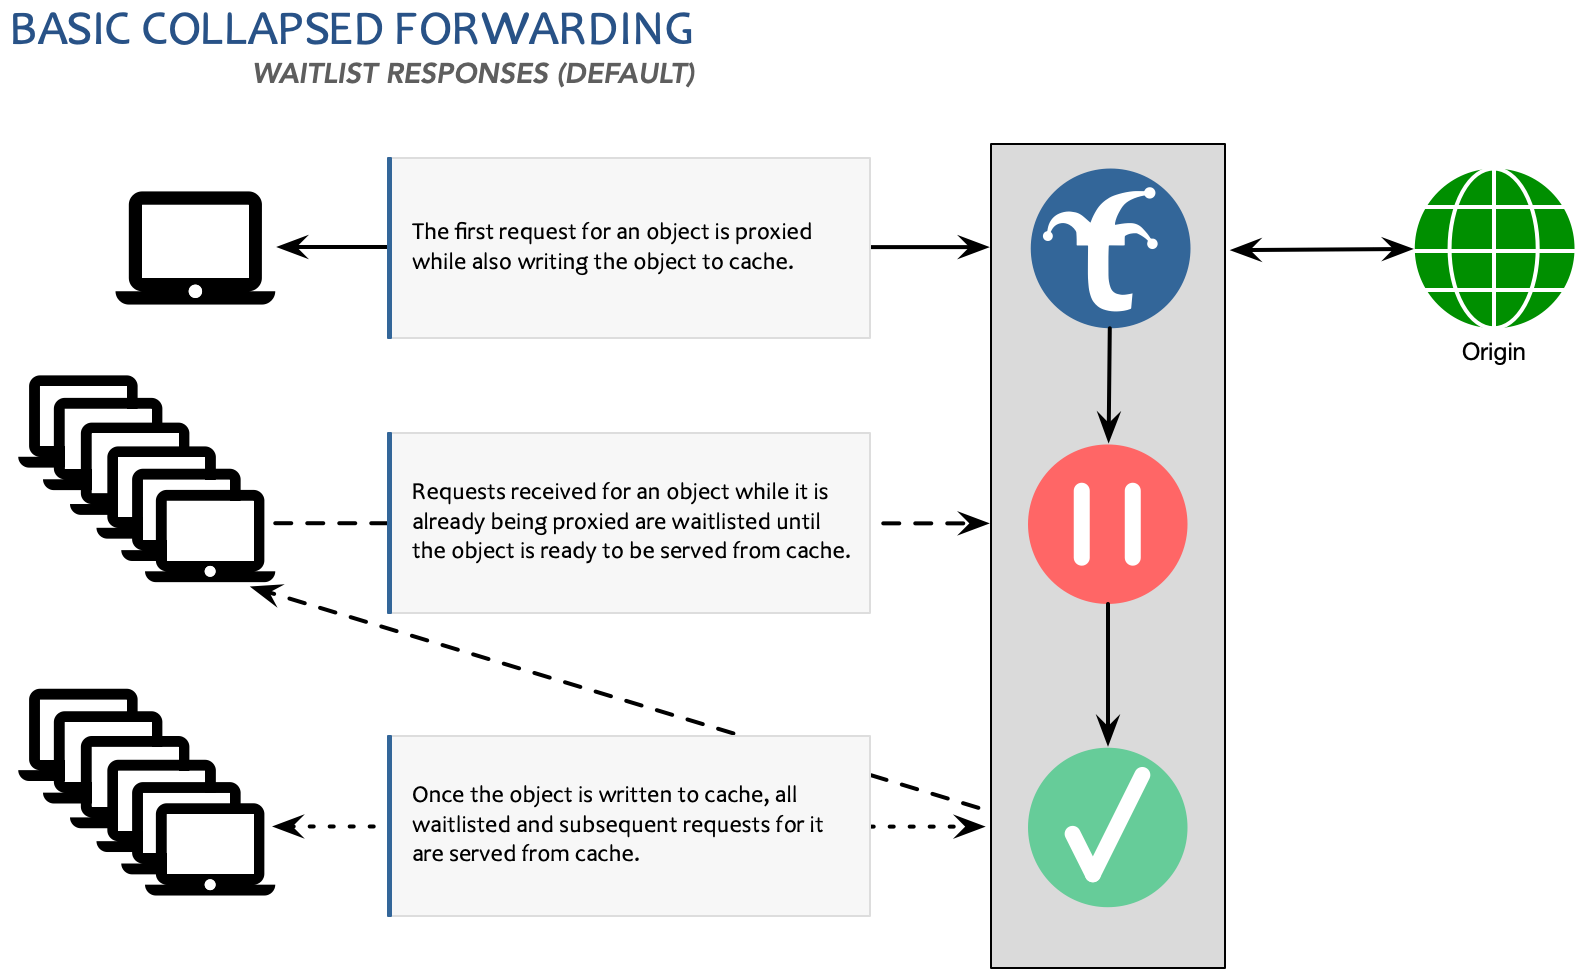 BASIC COLLAPSED FORWARDING
WAITLIST RESPONSES (DEFAULT)
The first request for an object is proxied
while also writing the object to cache.
Origin
Requests received for an object while it is
already being proxied are waitlisted until
the object is ready to be served from cache.
Once the object is written to cache, all
waitlisted and subsequent requests for it
are served from cache.